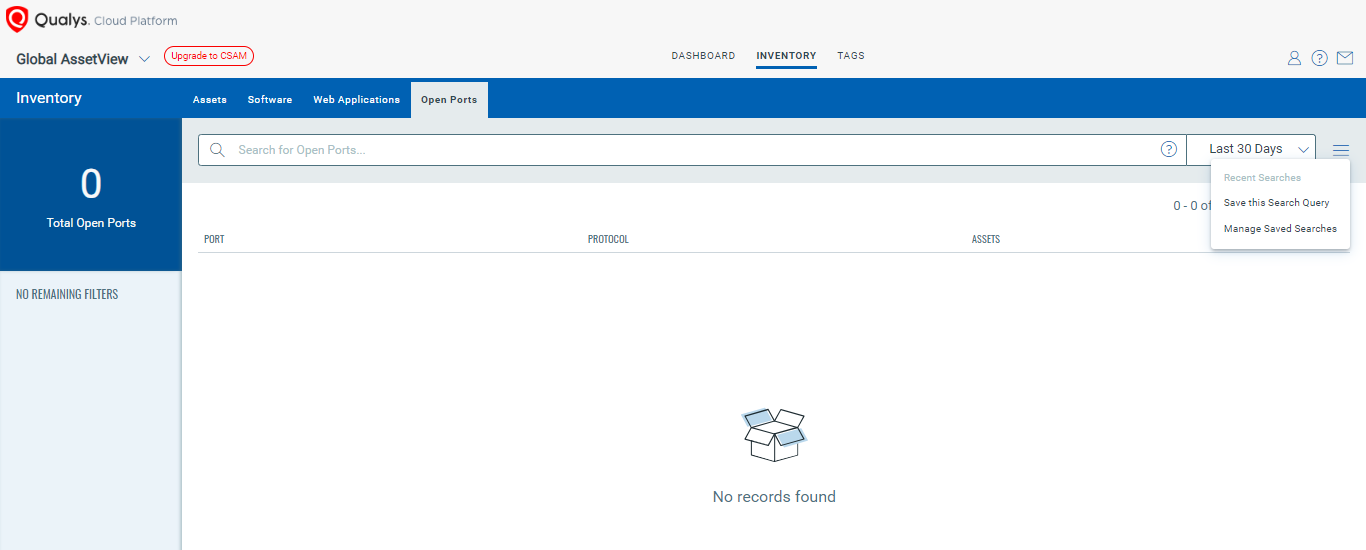 Qualys. Cloud Platform
Global AssetView
Upgrade to CSAM
DASHBOARD INVENTORY TAGS
?
Inventory
Assets Software Web Applications Open Ports
Search for Open Ports...
?
Last 30 Days
0
Total Open Ports
Recent Searches
Save this Search Query
Manage Saved Searches
0 - 0 of
PORT PROTOCOL ASSETS
NO REMAINING FILTERS
No records found